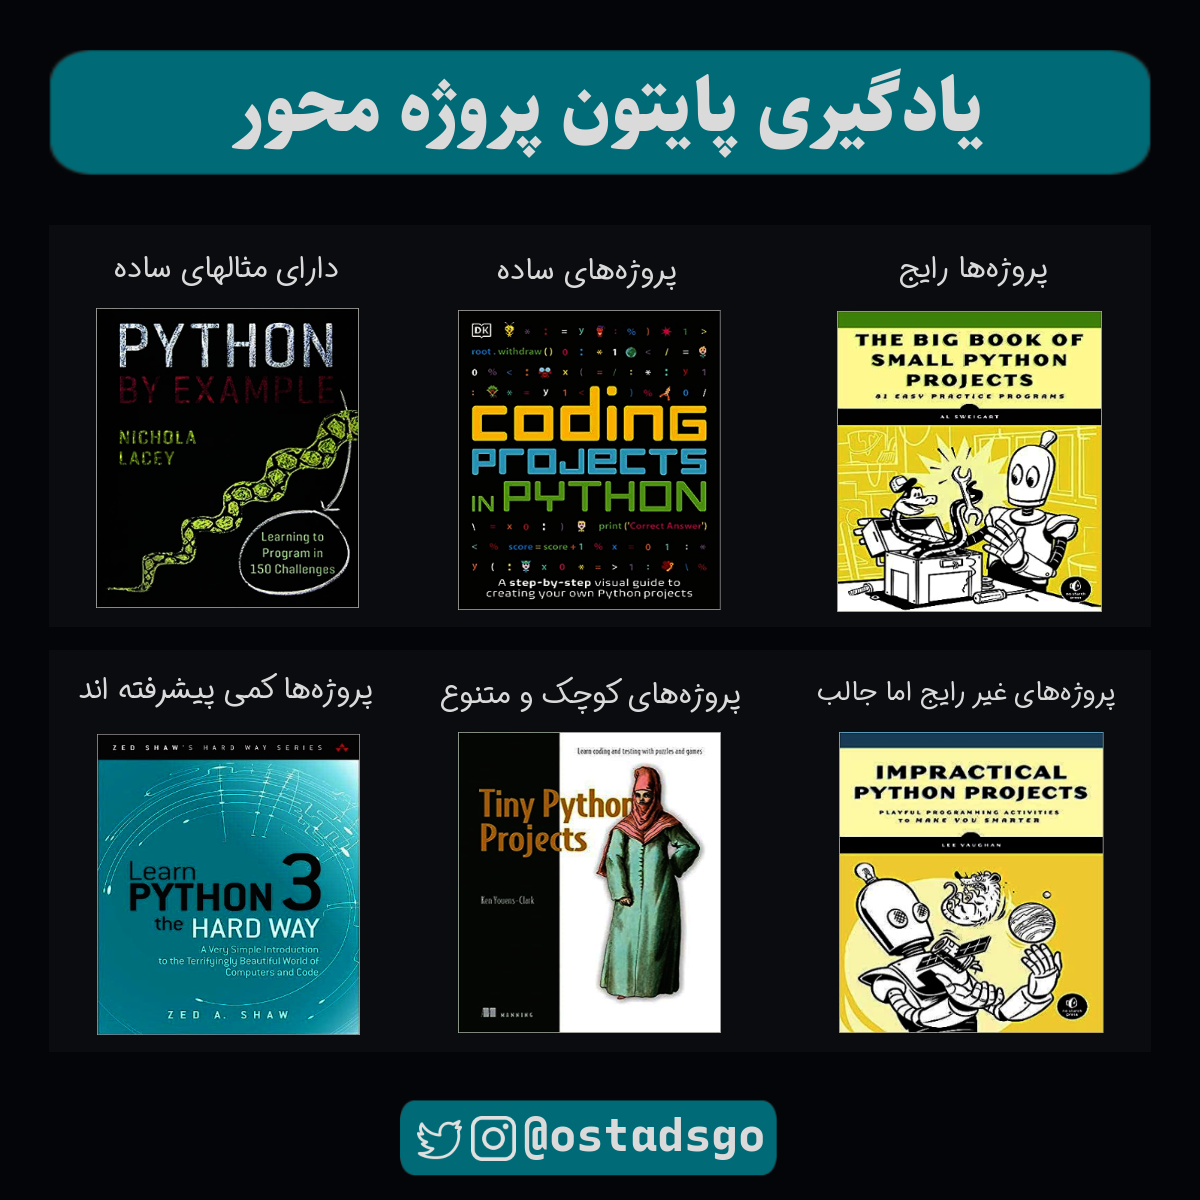 یادگیری پایتون پروژه محور
پروژه‌ها رایج
THE BIG BOOK OF
SMALL PYTHON
PROJECTS
81 EASY PRACTICE PROGRAMS
AL SWEIGART
no starch
press
پروژه‌های ساده
DK
root.withdraw()
coding
PROJECTS
IN PYTHON
print('Correct Answer')
score=score+1
A step-by-step visual guide to
creating your own Python projects
دارای مثالهای ساده
PYTHON
BY EXAMPLE
NICHOLA
LACEY
Learning to
Program in
150 Challenges
پروژه‌های غیر رایج اما جالب
IMPRACTICAL
PYTHON PROJECTS
PLAYFUL PROGRAMMING ACTIVITIES
TO MAKE YOU SMARTER
LEE VAUGHAN
no starch
press
پروژه‌های کوچک و متنوع
Learn coding and testing with puzzles and games
Tiny Python
Projects
Ken Youens-Clark
MANNING
پروژه‌ها کمی پیشرفته اند
ZED SHAW'S HARD WAY SERIES
Learn
PYTHON 3
the HARD WAY
A Very Simple Introduction
to the Terrifyingly Beautiful World of
Computers and Code
ZED A. SHAW
@ostadsgo